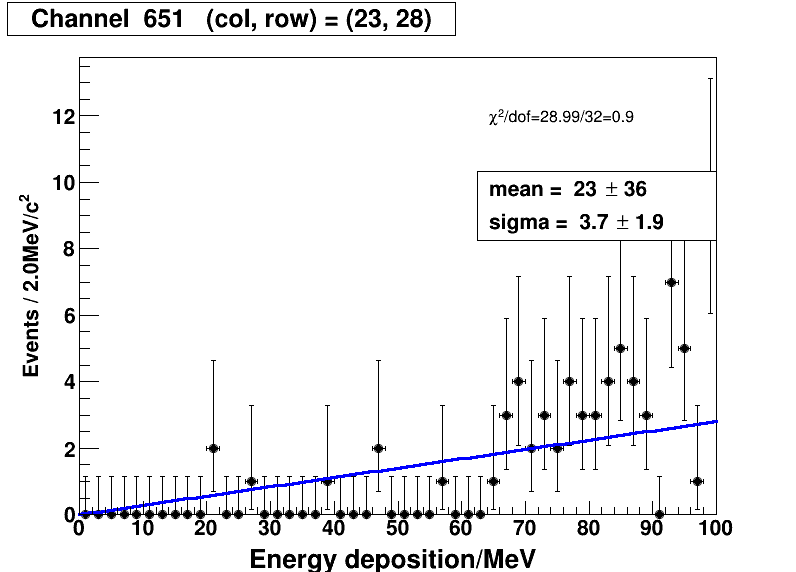 Channel 651 (col, row) = (23, 28)
χ²/dof=28.99/32=0.9
mean = 23 ± 36
sigma = 3.7 ± 1.9
Events / 2.0MeV/c²
12
10
8
6
4
2
0
0 10 20 30 40 50 60 70 80 90 100
Energy deposition/MeV